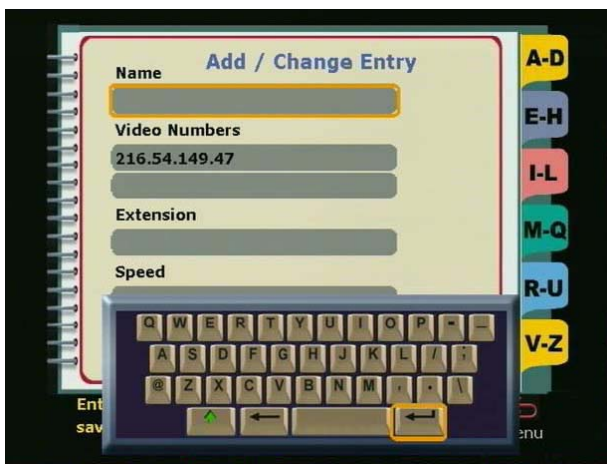 Add / Change Entry
Name
Video Numbers
216.54.149.47
Extension
Speed
A-D
E-H
I-L
M-Q
R-U
V-Z
Q W E R T Y U I O P - _
A S D F G H J K L / ;
@ Z X C V B N M , . \
Ent
sav
enu